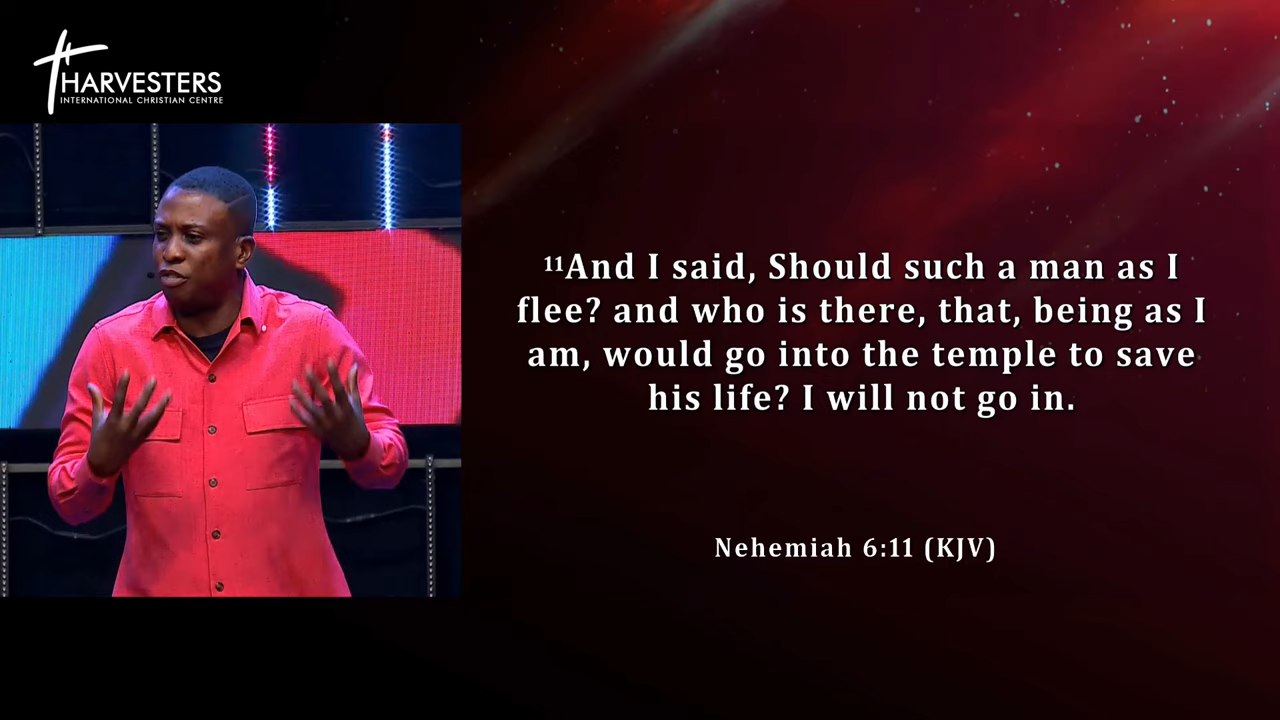 HARVESTERS
INTERNATIONAL CHRISTIAN CENTRE
¹¹And I said, Should such a man as I
flee? and who is there, that, being as I
am, would go into the temple to save
his life? I will not go in.
Nehemiah 6:11 (KJV)